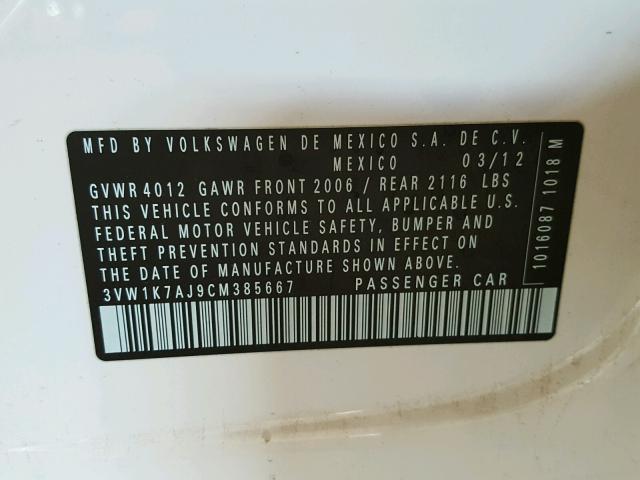 MFD BY VOLKSWAGEN DE MEXICO S.A. DE C.V.
MEXICO 03/12
GVWR 4012 GAWR FRONT 2006 / REAR 2116 LBS
THIS VEHICLE CONFORMS TO ALL APPLICABLE U.S.
FEDERAL MOTOR VEHICLE SAFETY, BUMPER AND
THEFT PREVENTION STANDARDS IN EFFECT ON
THE DATE OF MANUFACTURE SHOWN ABOVE.
3VW1K7AJ9CM385667 PASSENGER CAR
1016087 1018 M